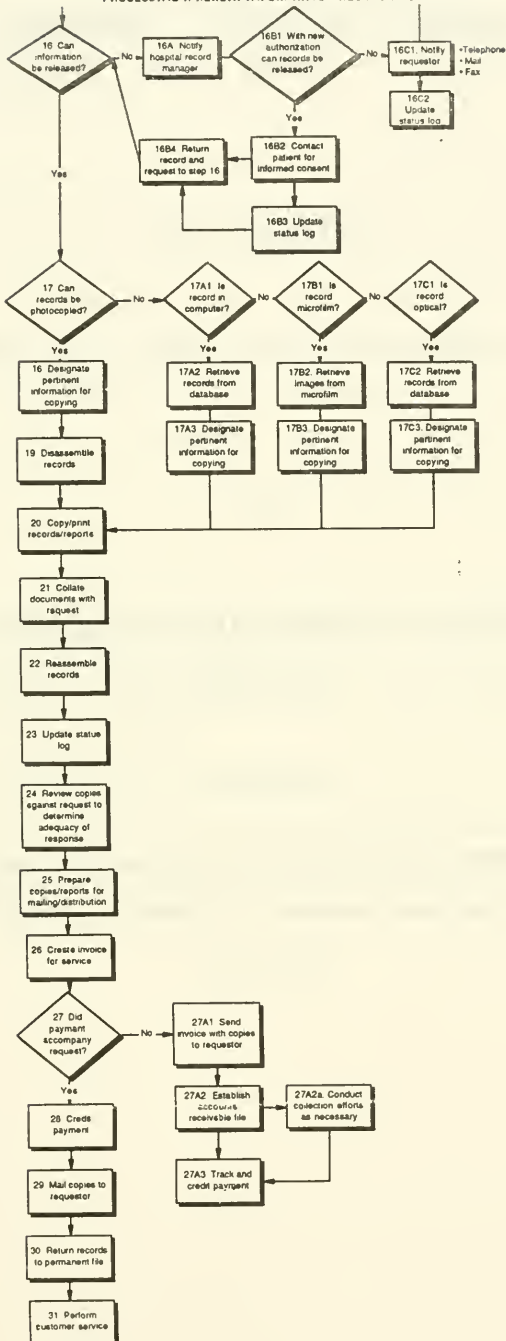 16 Can
information
be released?
No
16A Notify
hospital record
manager
16B1 With new
authorization
can records be
released?
No
16C1. Notify
requestor
•Telephone
• Mail
• Fax
16C2
Update
status log
Yes
16B2 Contact
patient for
informed consent
16B4 Return
record and
request to step 16
16B3 Update
status log
Yes
17 Can
records be
photocopied?
No
17A1 Is
record in
computer?
No
17B1 Is
record
microfilm?
No
17C1 Is
record
optical?
Yes
Yes
Yes
Yes
16 Designate
pertinent
information for
copying
17A2 Retrieve
records from
database
17B2. Retrieve
images from
microfilm
17C2 Retrieve
records from
database
17A3 Designate
pertinent
information for
copying
17B3. Designate
pertinent
information for
copying
17C3. Designate
pertinent
information for
copying
19 Disassemble
records
20 Copy/print
records/reports
21 Collate
documents with
request
22 Reassemble
records
23 Update status
log
24 Review copies
against request to
determine
adequacy of
response
25 Prepare
copies/reports for
mailing/distribution
26 Create invoice
for service
27 Did
payment
accompany
request?
No
27A1 Send
invoice with copies
to requestor
Yes
27A2 Establish
accounts
receivable file
27A2a. Conduct
collection efforts
as necessary
28 Credit
payment
27A3 Track and
credit payment
29 Mail copies to
requestor
30 Return records
to permanent file
31 Perform
customer service